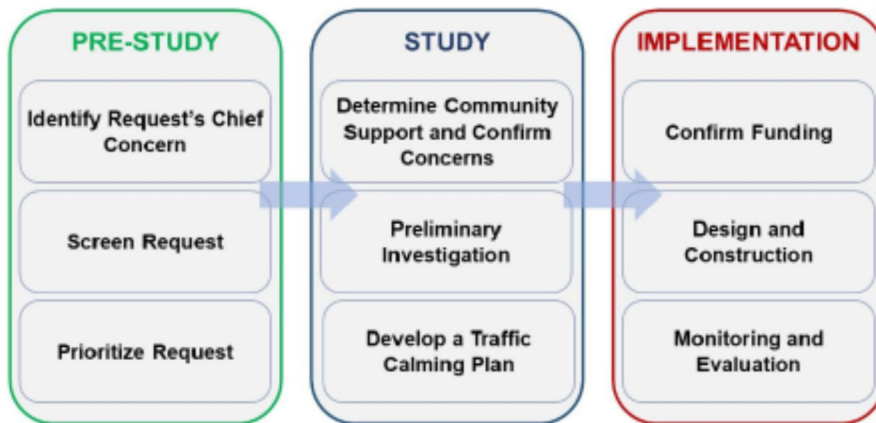 PRE-STUDY
Identify Request's Chief
Concern
Screen Request
Prioritize Request
STUDY
Determine Community
Support and Confirm
Concerns
Preliminary
Investigation
Develop a Traffic
Calming Plan
IMPLEMENTATION
Confirm Funding
Design and
Construction
Monitoring and
Evaluation